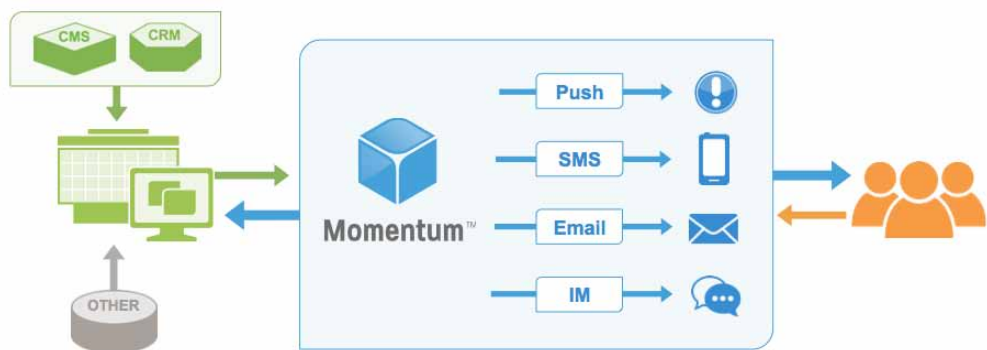 CMS
CRM
OTHER
Momentum™
Push
SMS
Email
IM